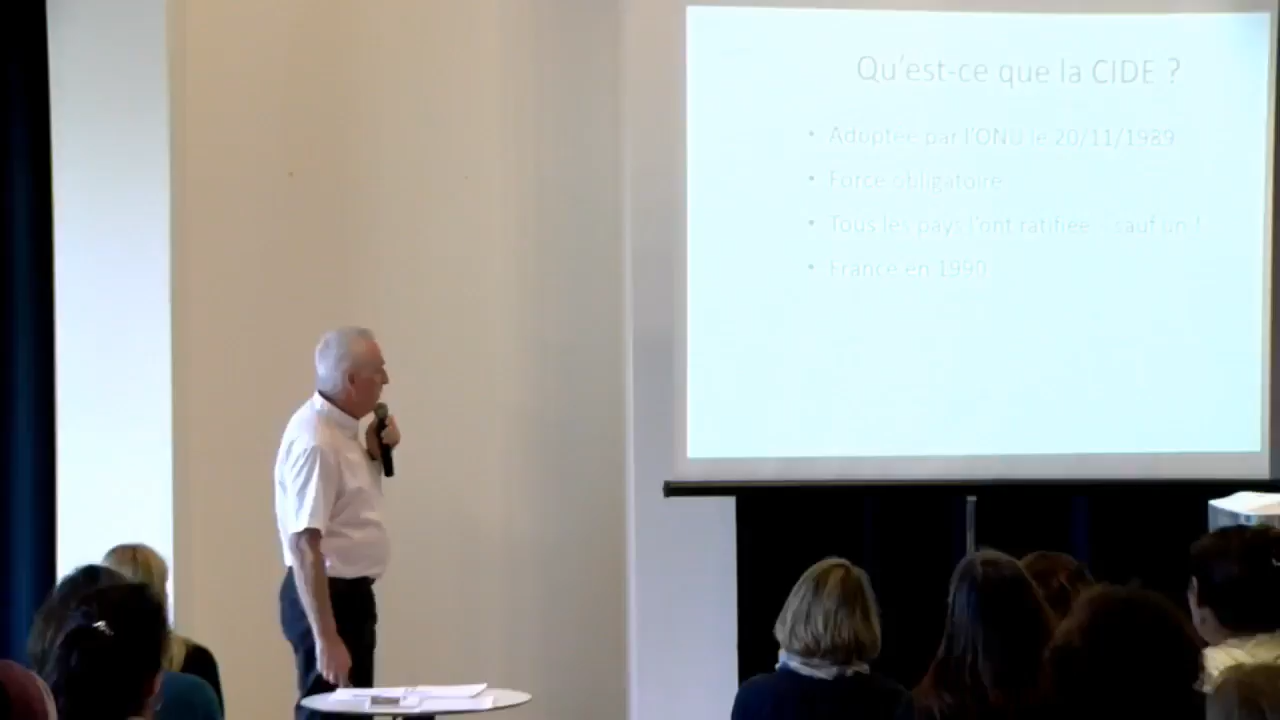 Qu'est-ce que la CIDE ?
• Adoptée par l'ONU le 20/11/1989
• Force obligatoire
• Tous les pays l'ont ratifiée... sauf un !
• France en 1990